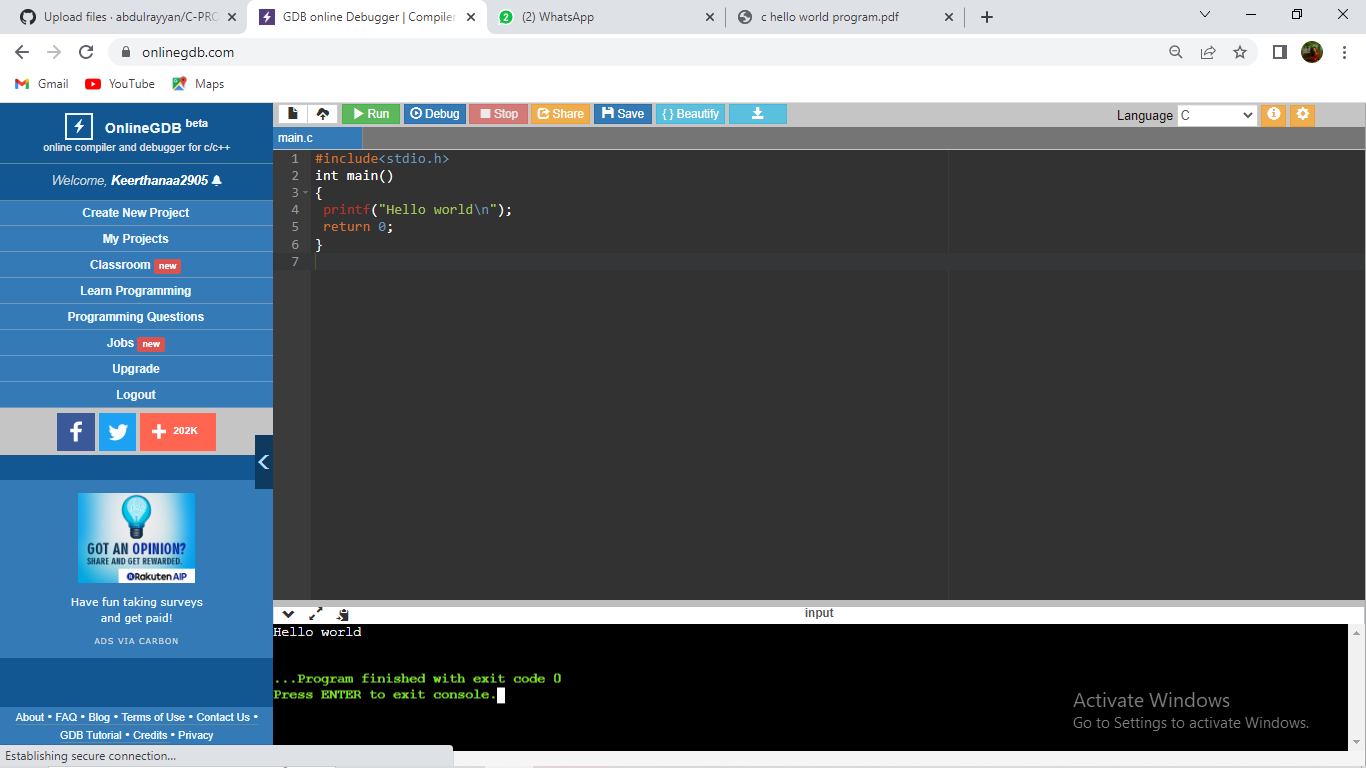 Upload files · abdulrayyan/C-PRC
GDB online Debugger | Compiler
(2) WhatsApp
c hello world program.pdf
onlinegdb.com
Gmail
YouTube
Maps
OnlineGDB beta
online compiler and debugger for c/c++
Welcome, Keerthanaa2905
Create New Project
My Projects
Classroom new
Learn Programming
Programming Questions
Jobs new
Upgrade
Logout
202K
GOT AN OPINION?
SHARE AND GET REWARDED.
Rakuten AIP
Have fun taking surveys
and get paid!
ADS VIA CARBON
About • FAQ • Blog • Terms of Use • Contact Us •
GDB Tutorial • Credits • Privacy
Establishing secure connection...
Run Debug Stop Share Save { } Beautify
Language C
main.c
1 #include<stdio.h>
2 int main()
3 {
4 printf("Hello world\n");
5 return 0;
6 }
7
input
Hello world
...Program finished with exit code 0
Press ENTER to exit console.
Activate Windows
Go to Settings to activate Windows.